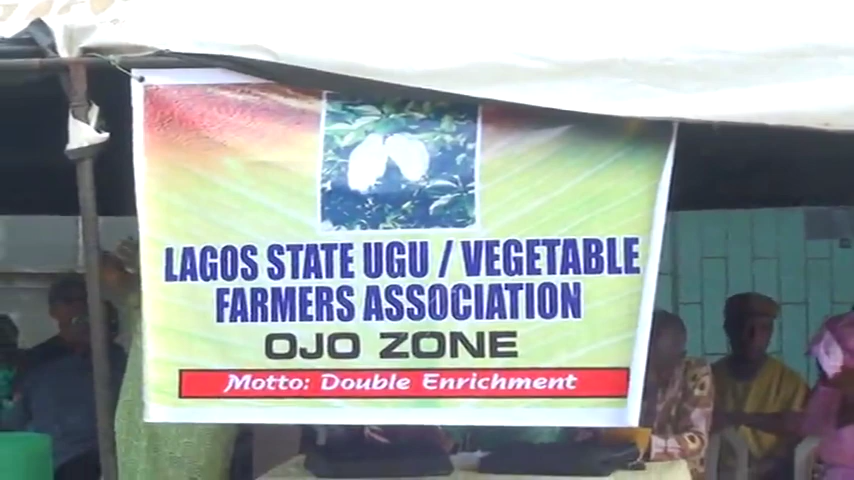 LAGOS STATE UGU / VEGETABLE
FARMERS ASSOCIATION
OJO ZONE
Motto: Double Enrichment